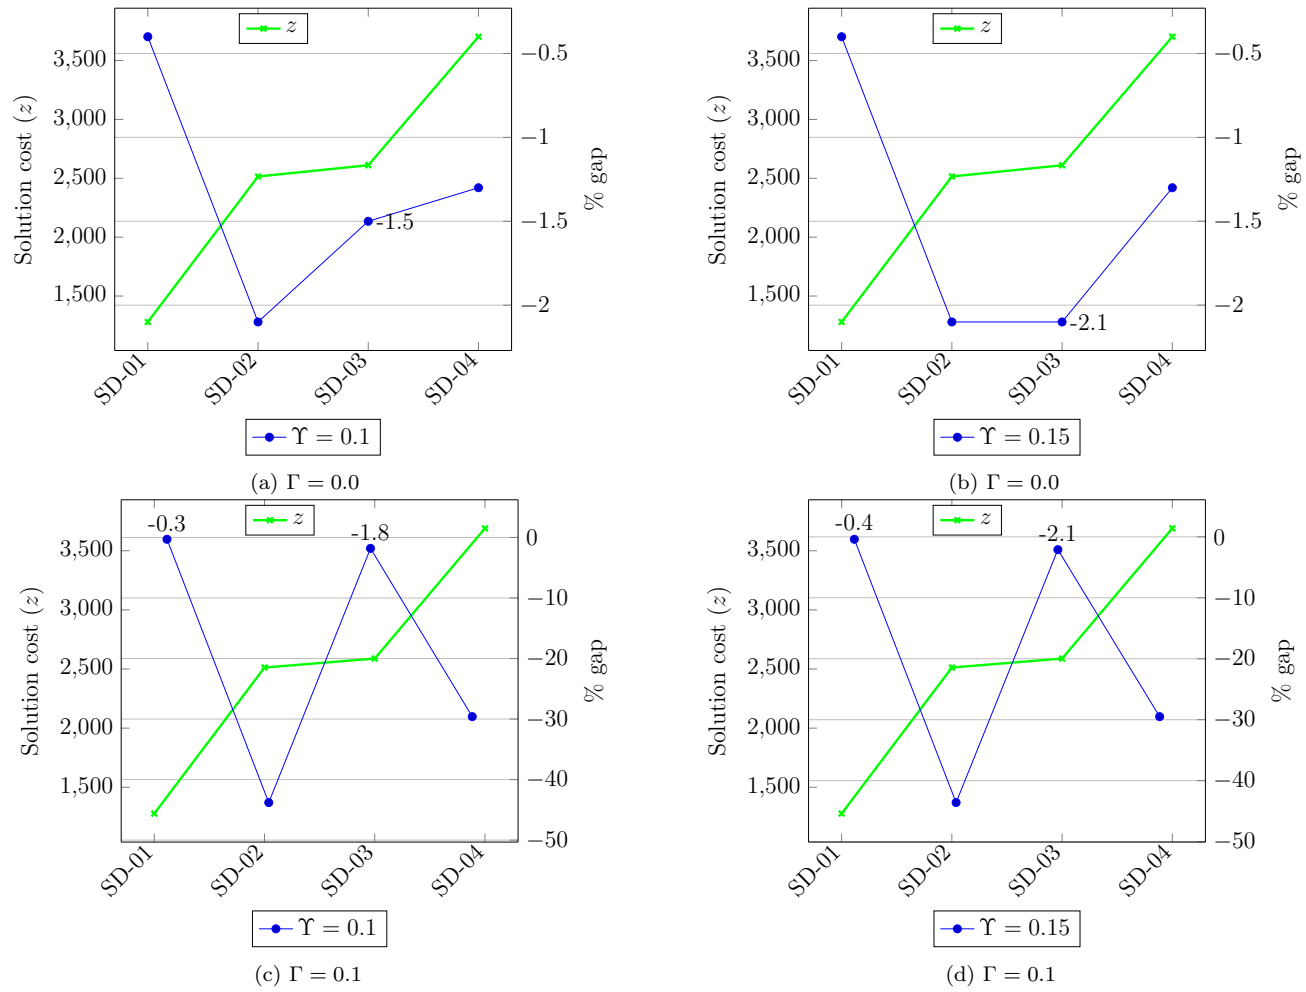 z
3,500
3,000
2,500
2,000
1,500
Solution cost (z)
−0.5
−1
−1.5
−2
% gap
-1.5
SD-01
SD-02
SD-03
SD-04
ϒ = 0.1
(a) Γ = 0.0
z
3,500
3,000
2,500
2,000
1,500
Solution cost (z)
−0.5
−1
−1.5
−2
% gap
-2.1
SD-01
SD-02
SD-03
SD-04
ϒ = 0.15
(b) Γ = 0.0
z
-0.3
-1.8
3,500
3,000
2,500
2,000
1,500
Solution cost (z)
0
−10
−20
−30
−40
−50
% gap
SD-01
SD-02
SD-03
SD-04
ϒ = 0.1
(c) Γ = 0.1
z
-0.4
-2.1
3,500
3,000
2,500
2,000
1,500
Solution cost (z)
0
−10
−20
−30
−40
−50
% gap
SD-01
SD-02
SD-03
SD-04
ϒ = 0.15
(d) Γ = 0.1